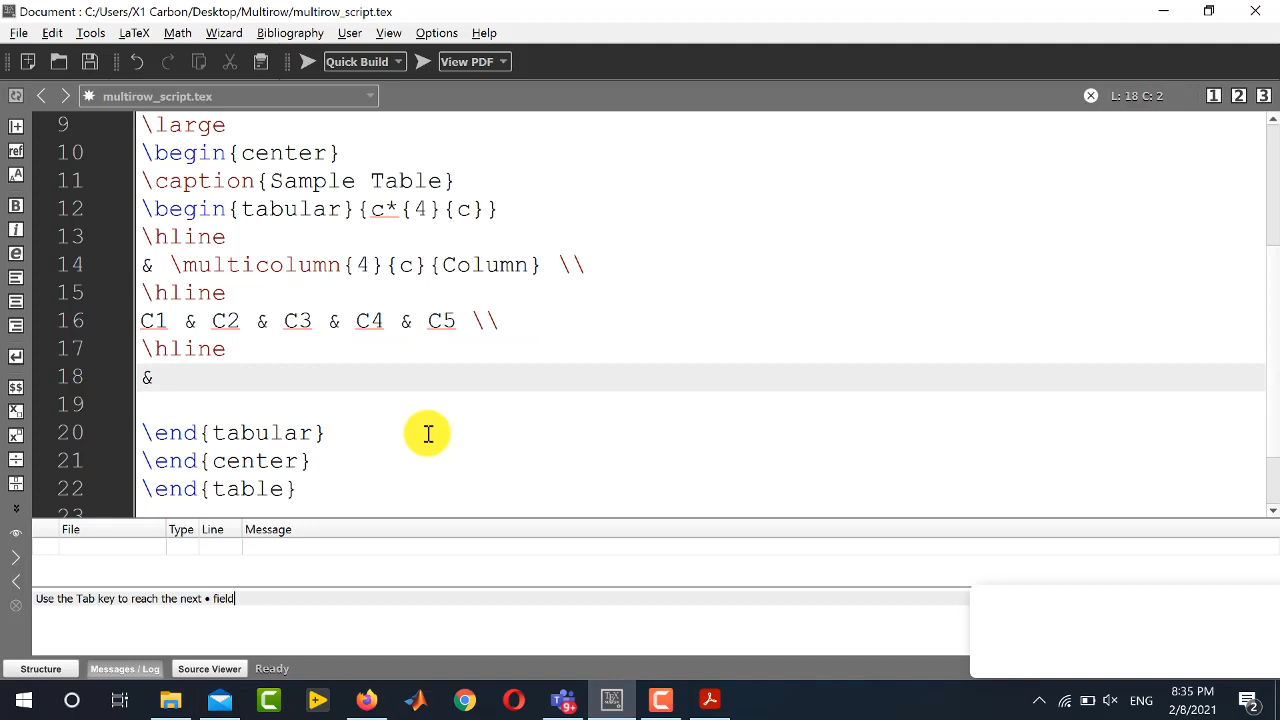 Document : C:/Users/X1 Carbon/Desktop/Multirow/multirow_script.tex
File Edit Tools LaTeX Math Wizard Bibliography User View Options Help
Quick Build View PDF
multirow_script.tex L: 18 C: 2 1 2 3
9 \large
10 \begin{center}
11 \caption{Sample Table}
12 \begin{tabular}{c*{4}{c}}
13 \hline
14 & \multicolumn{4}{c}{Column} \\
15 \hline
16 C1 & C2 & C3 & C4 & C5 \\
17 \hline
18 &
19
20 \end{tabular}
21 \end{center}
22 \end{table}
23
File Type Line Message
Use the Tab key to reach the next • field
Structure Messages / Log Source Viewer Ready
ENG 8:35 PM
2/8/2021